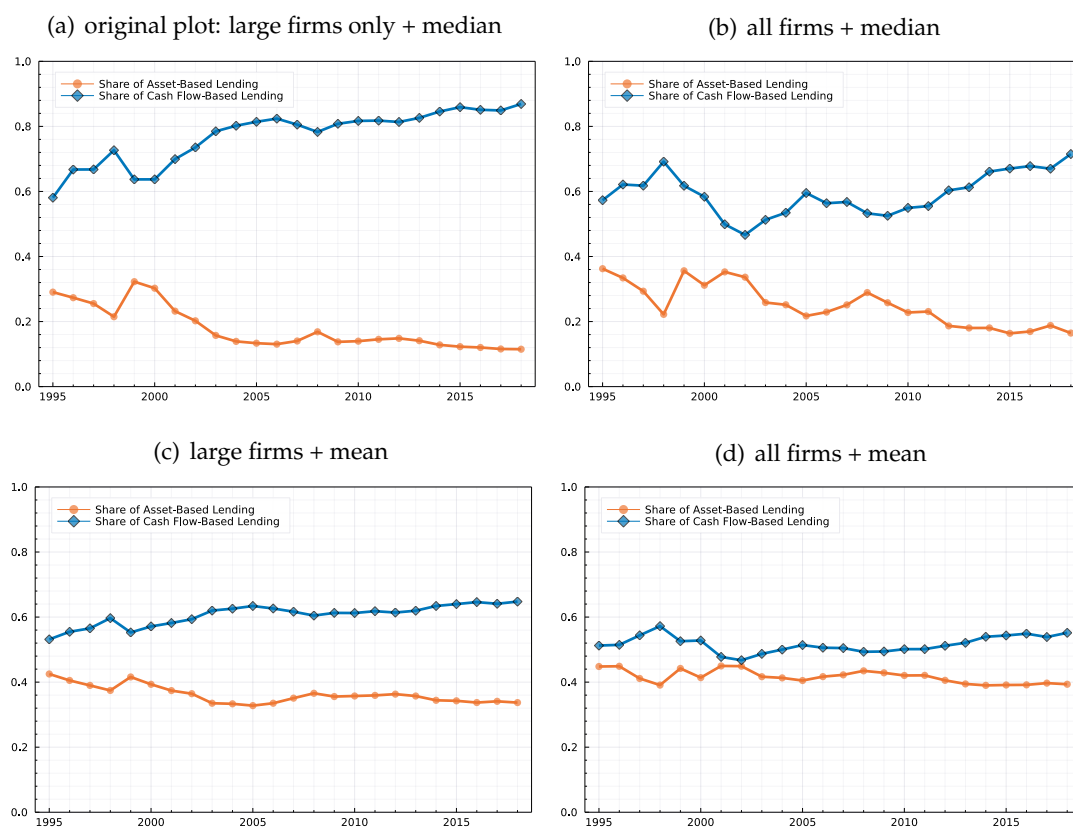 (a) original plot: large firms only + median
1.0
Share of Asset-Based Lending
Share of Cash Flow-Based Lending
0.8
0.6
0.4
0.2
0.0
1995 2000 2005 2010 2015
(b) all firms + median
1.0
Share of Asset-Based Lending
Share of Cash Flow-Based Lending
0.8
0.6
0.4
0.2
0.0
1995 2000 2005 2010 2015
(c) large firms + mean
1.0
Share of Asset-Based Lending
Share of Cash Flow-Based Lending
0.8
0.6
0.4
0.2
0.0
1995 2000 2005 2010 2015
(d) all firms + mean
1.0
Share of Asset-Based Lending
Share of Cash Flow-Based Lending
0.8
0.6
0.4
0.2
0.0
1995 2000 2005 2010 2015